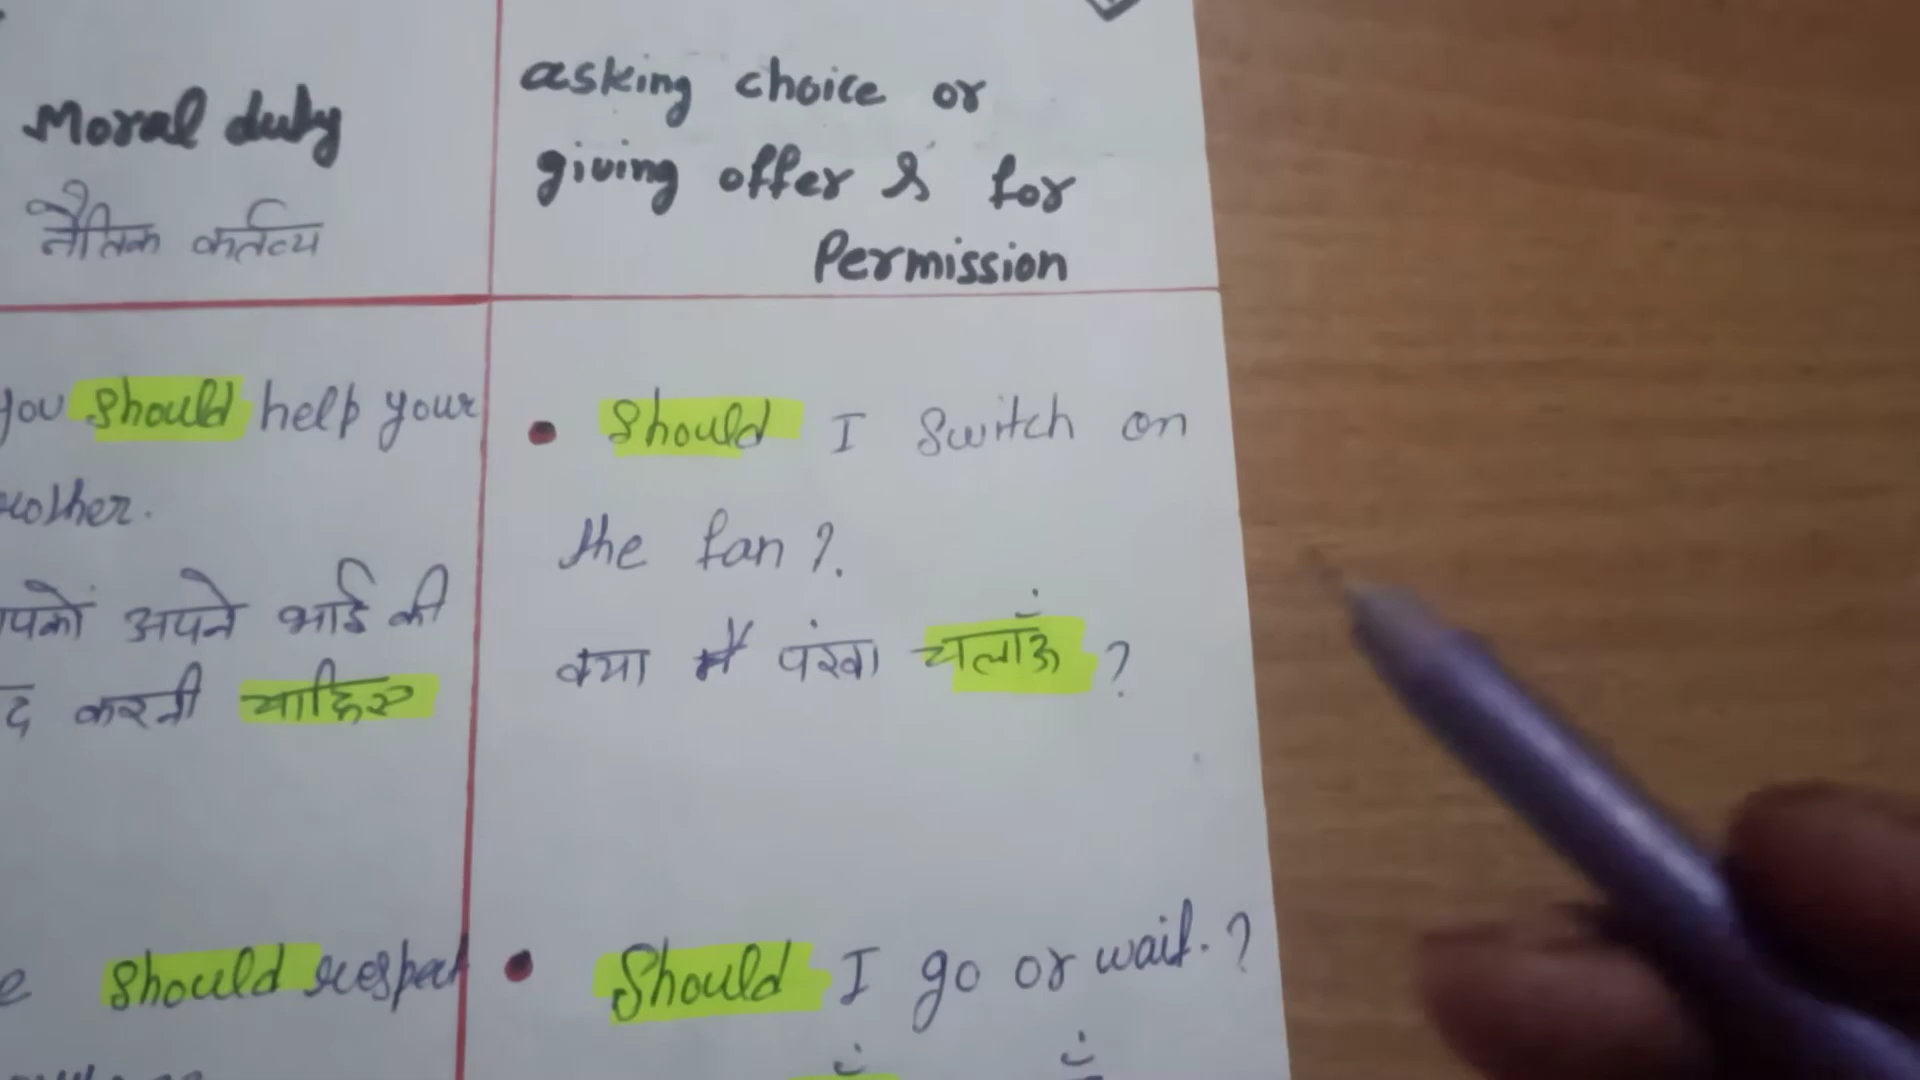 Moral duty
नैतिक कर्तव्य
you should help your
आई की
अपने भाई की
करनी चाहिए
should respect
asking choice or
giving offer & for
Permission
• Should I Switch on
the fan?.
क्या मैं पंखा चलाऊँ ?
• Should I go or wait.?